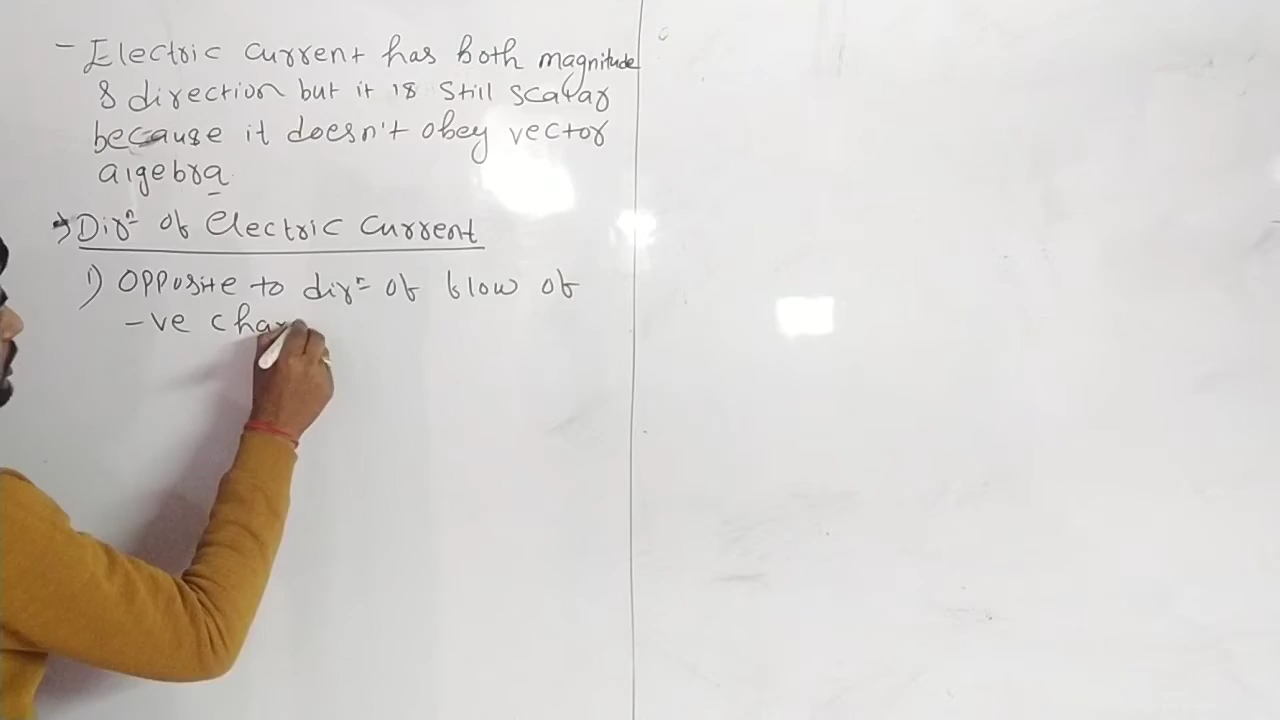 - Electric current has both magnitude
& direction but it is still scalar
because it doesn't obey vector
algebra
→ Dirⁿ of electric current
1) opposite to dirⁿ of flow of
-ve char